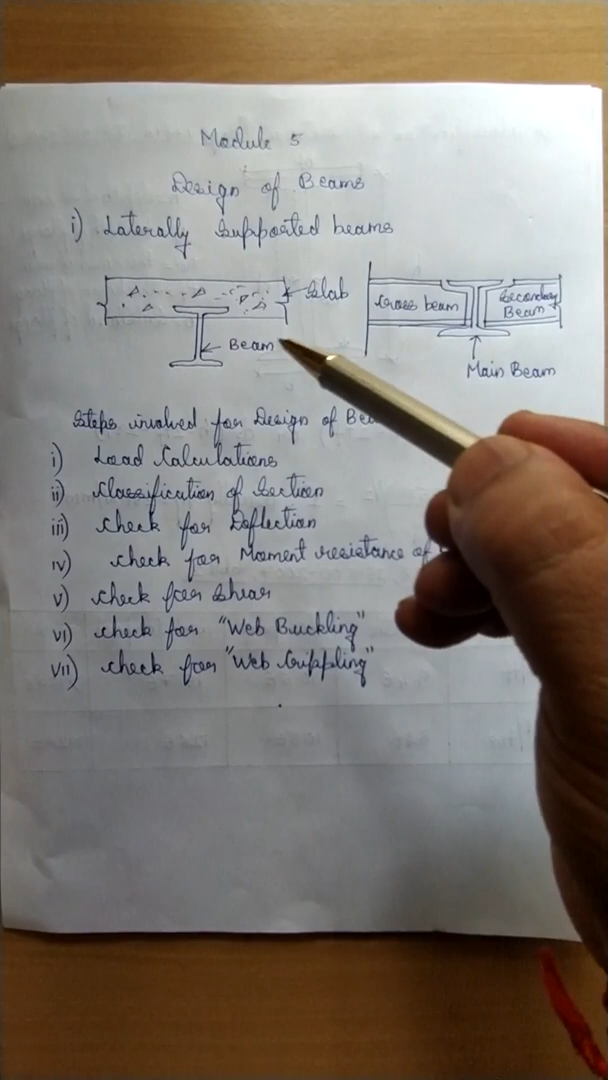 Module 5
Design of Beams
i) Laterally Supported beams
Slab
Beam
Cross beam
Secondary Beam
Main Beam
Steps involved for Design of
i) Load Calculations
ii) Classification of Section
iii) Check for Deflection
iv) Check for Moment resistance of
v) Check for Shear
vi) Check for "Web Buckling"
vii) Check for "Web Crippling"